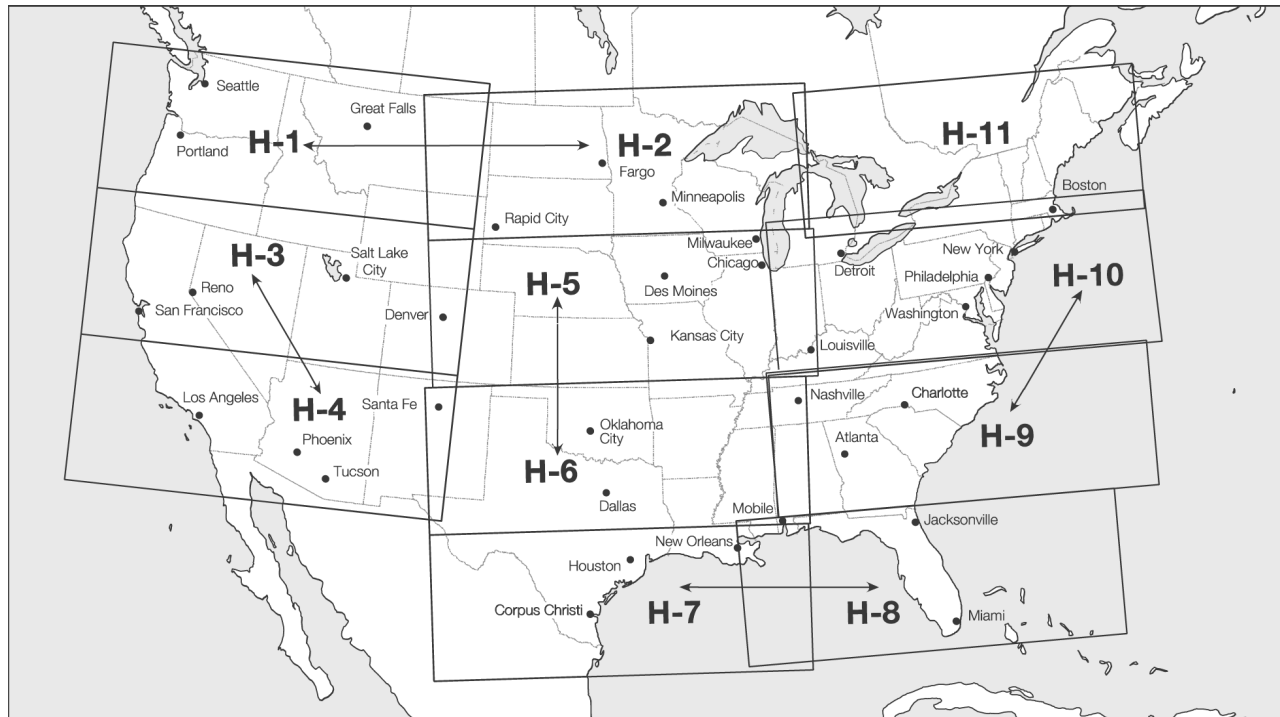 Seattle
Great Falls
H-1
H-2
H-11
Portland
Fargo
Minneapolis
Boston
Rapid City
Milwaukee
New York
H-3
Salt Lake
City
Chicago
Detroit
Philadelphia
H-10
Reno
H-5
Des Moines
San Francisco
Denver
Washington
Kansas City
Louisville
Los Angeles
Santa Fe
H-4
Nashville
Charlotte
Phoenix
Oklahoma
City
Atlanta
H-9
Tucson
H-6
Dallas
Mobile
Jacksonville
New Orleans
Houston
Corpus Christi
H-7
H-8
Miami